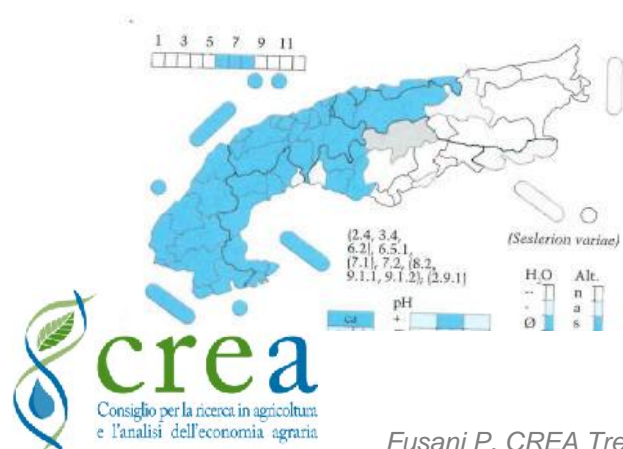 1 3 5 7 9 11
{2.4, 3.4,
6.2}, 6.5.1,
{7.1}, 7.2, {8.2,
9.1.1, 9.1.2}, {2.9.1}
(Seslerion variae)
H₂O Alt.
-- n
- a
Ø s
pH
ca +
crea
Consiglio per la ricerca in agricoltura
e l'analisi dell'economia agraria
Fusani P. CREA Tre